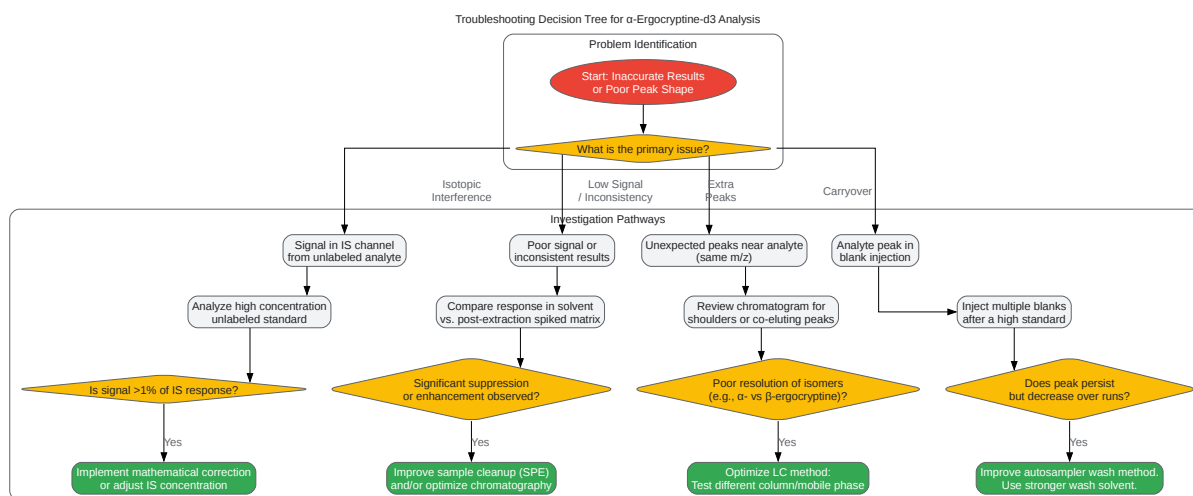 Troubleshooting Decision Tree for α-Ergocryptine-d3 Analysis
Problem Identification
Start: Inaccurate Results
or Poor Peak Shape
What is the primary issue?
Isotopic
Interference
Low Signal
/ Inconsistency
Extra
Peaks
Carryover
Investigation Pathways
Signal in IS channel
from unlabeled analyte
Poor signal or
inconsistent results
Unexpected peaks near analyte
(same m/z)
Analyte peak in
blank injection
Analyze high concentration
unlabeled standard
Compare response in solvent
vs. post-extraction spiked matrix
Review chromatogram for
shoulders or co-eluting peaks
Inject multiple blanks
after a high standard
Is signal >1% of IS response?
Significant suppression
or enhancement observed?
Poor resolution of isomers
(e.g., α- vs β-ergocryptine)?
Does peak persist
but decrease over runs?
Yes
Yes
Yes
Yes
Implement mathematical correction
or adjust IS concentration
Improve sample cleanup (SPE)
and/or optimize chromatography
Optimize LC method:
Test different column/mobile phase
Improve autosampler wash method.
Use stronger wash solvent.